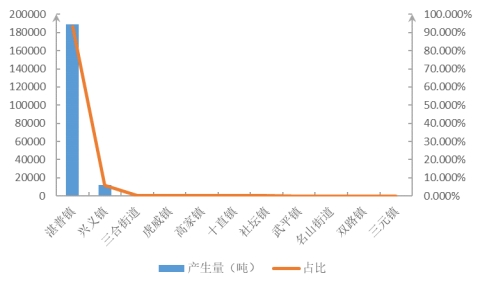 200000
180000
160000
140000
120000
100000
80000
60000
40000
20000
0
100.000%
90.000%
80.000%
70.000%
60.000%
50.000%
40.000%
30.000%
20.000%
10.000%
0.000%
湛普镇
兴义镇
三合街道
虎威镇
高家镇
十直镇
社坛镇
武平镇
名山街道
双路镇
三元镇
产生量（吨）
占比